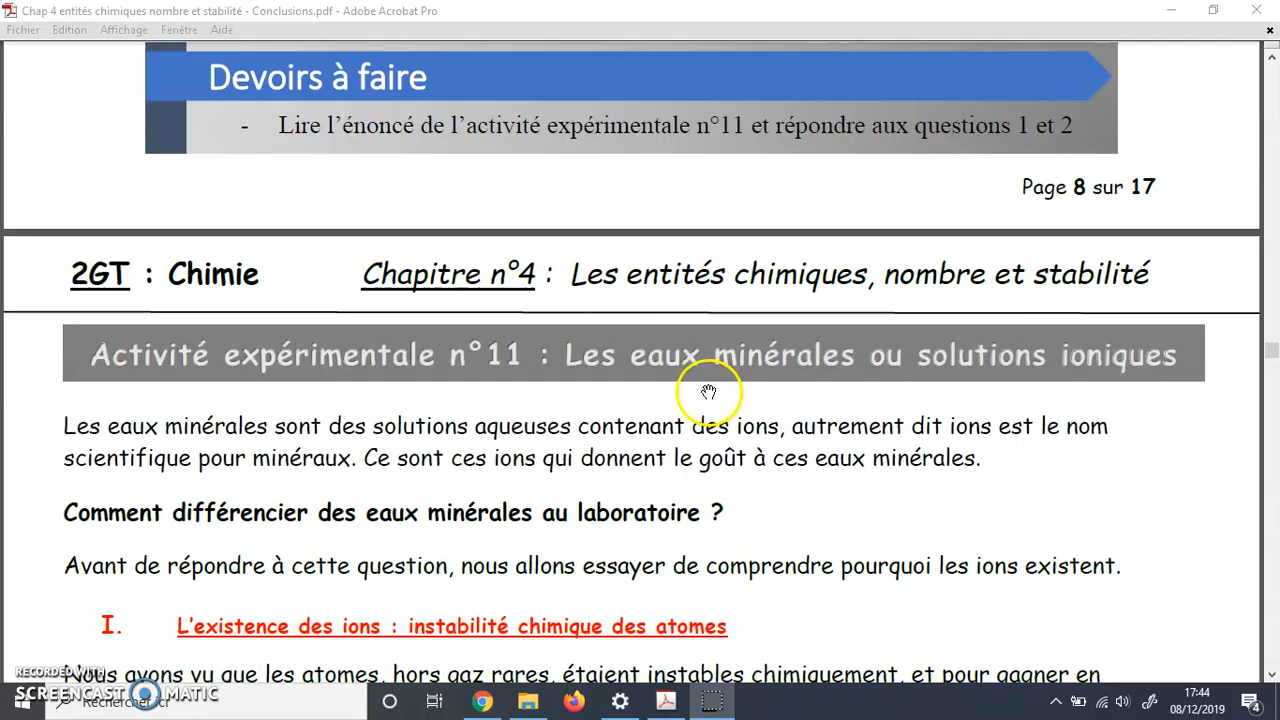 Chap 4 entités chimiques nombre et stabilité - Conclusions.pdf - Adobe Acrobat Pro
Fichier Edition Affichage Fenêtre Aide
Devoirs à faire
- Lire l'énoncé de l'activité expérimentale n°11 et répondre aux questions 1 et 2
Page 8 sur 17
2GT : Chimie Chapitre n°4 : Les entités chimiques, nombre et stabilité
Activité expérimentale n°11 : Les eaux minérales ou solutions ioniques
Les eaux minérales sont des solutions aqueuses contenant des ions, autrement dit ions est le nom
scientifique pour minéraux. Ce sont ces ions qui donnent le goût à ces eaux minérales.
Comment différencier des eaux minérales au laboratoire ?
Avant de répondre à cette question, nous allons essayer de comprendre pourquoi les ions existent.
I. L'existence des ions : instabilité chimique des atomes
Nous avons vu que les atomes, hors gaz rares, étaient instables chimiquement, et pour gagner en
RECORDED WITH
SCREENCAST MATIC
Rechercher ici
17:44
08/12/2019
4